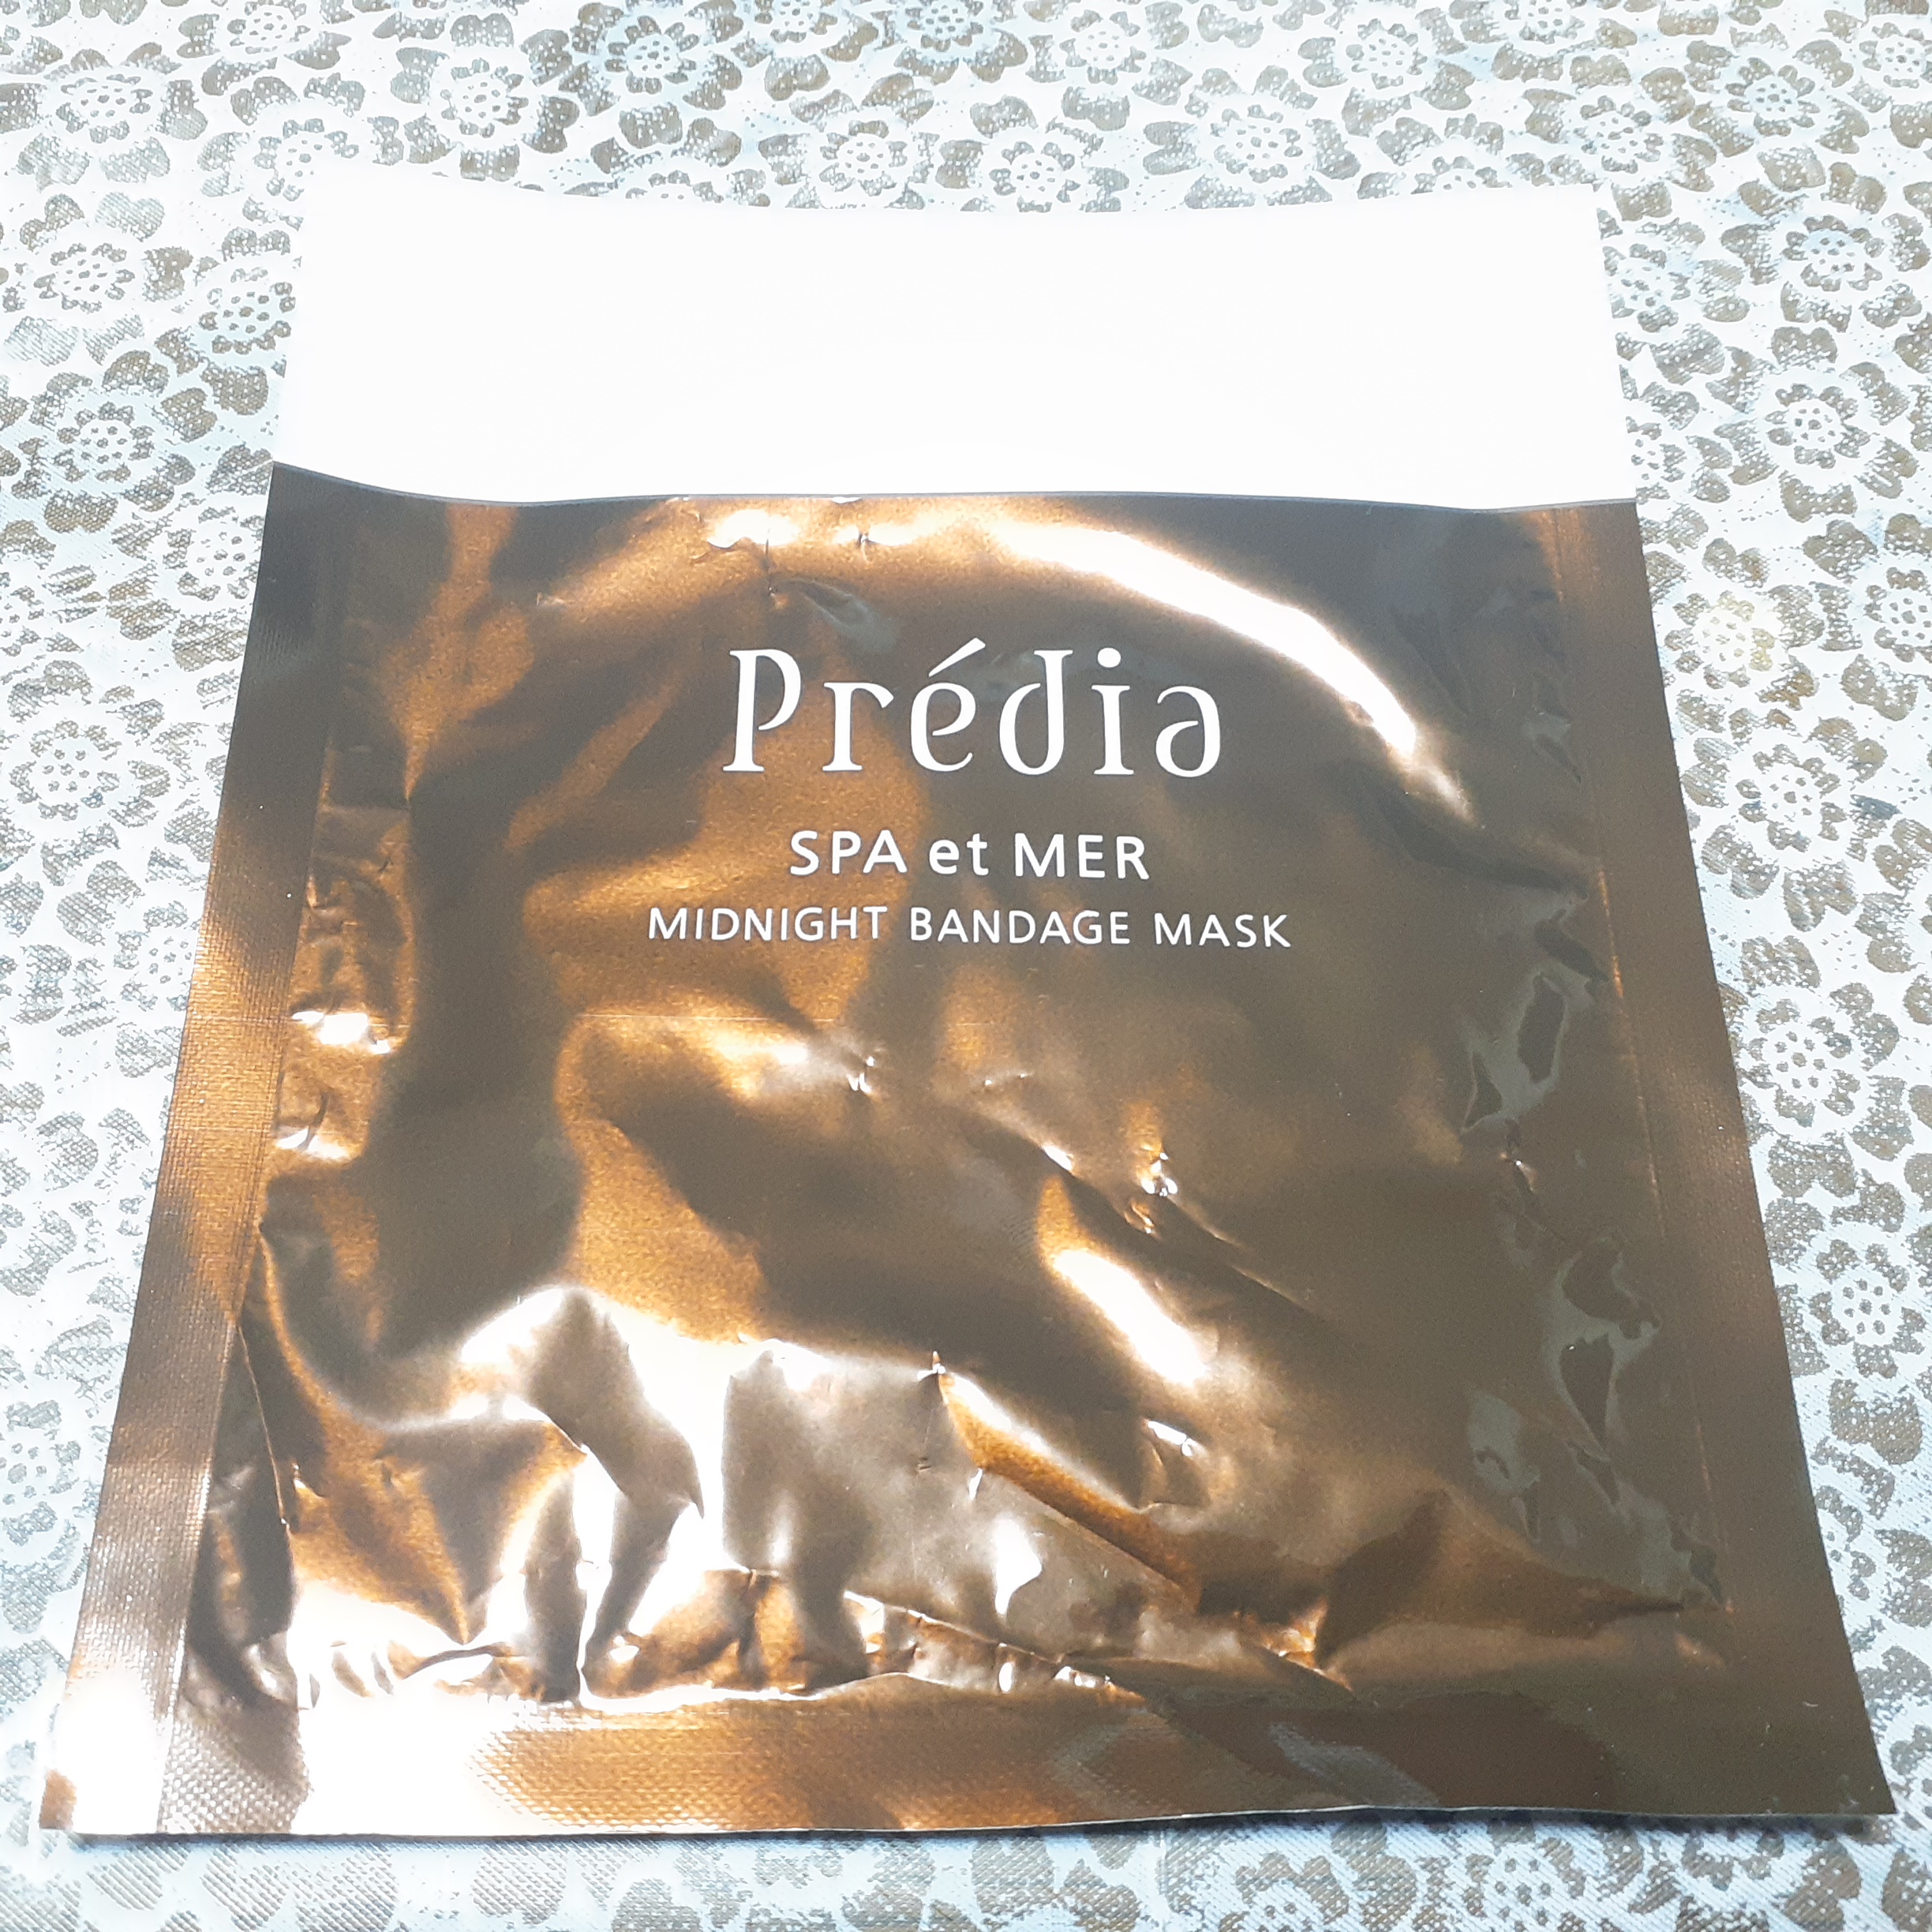 Prédia
SPA et MER
MIDNIGHT BANDAGE MASK